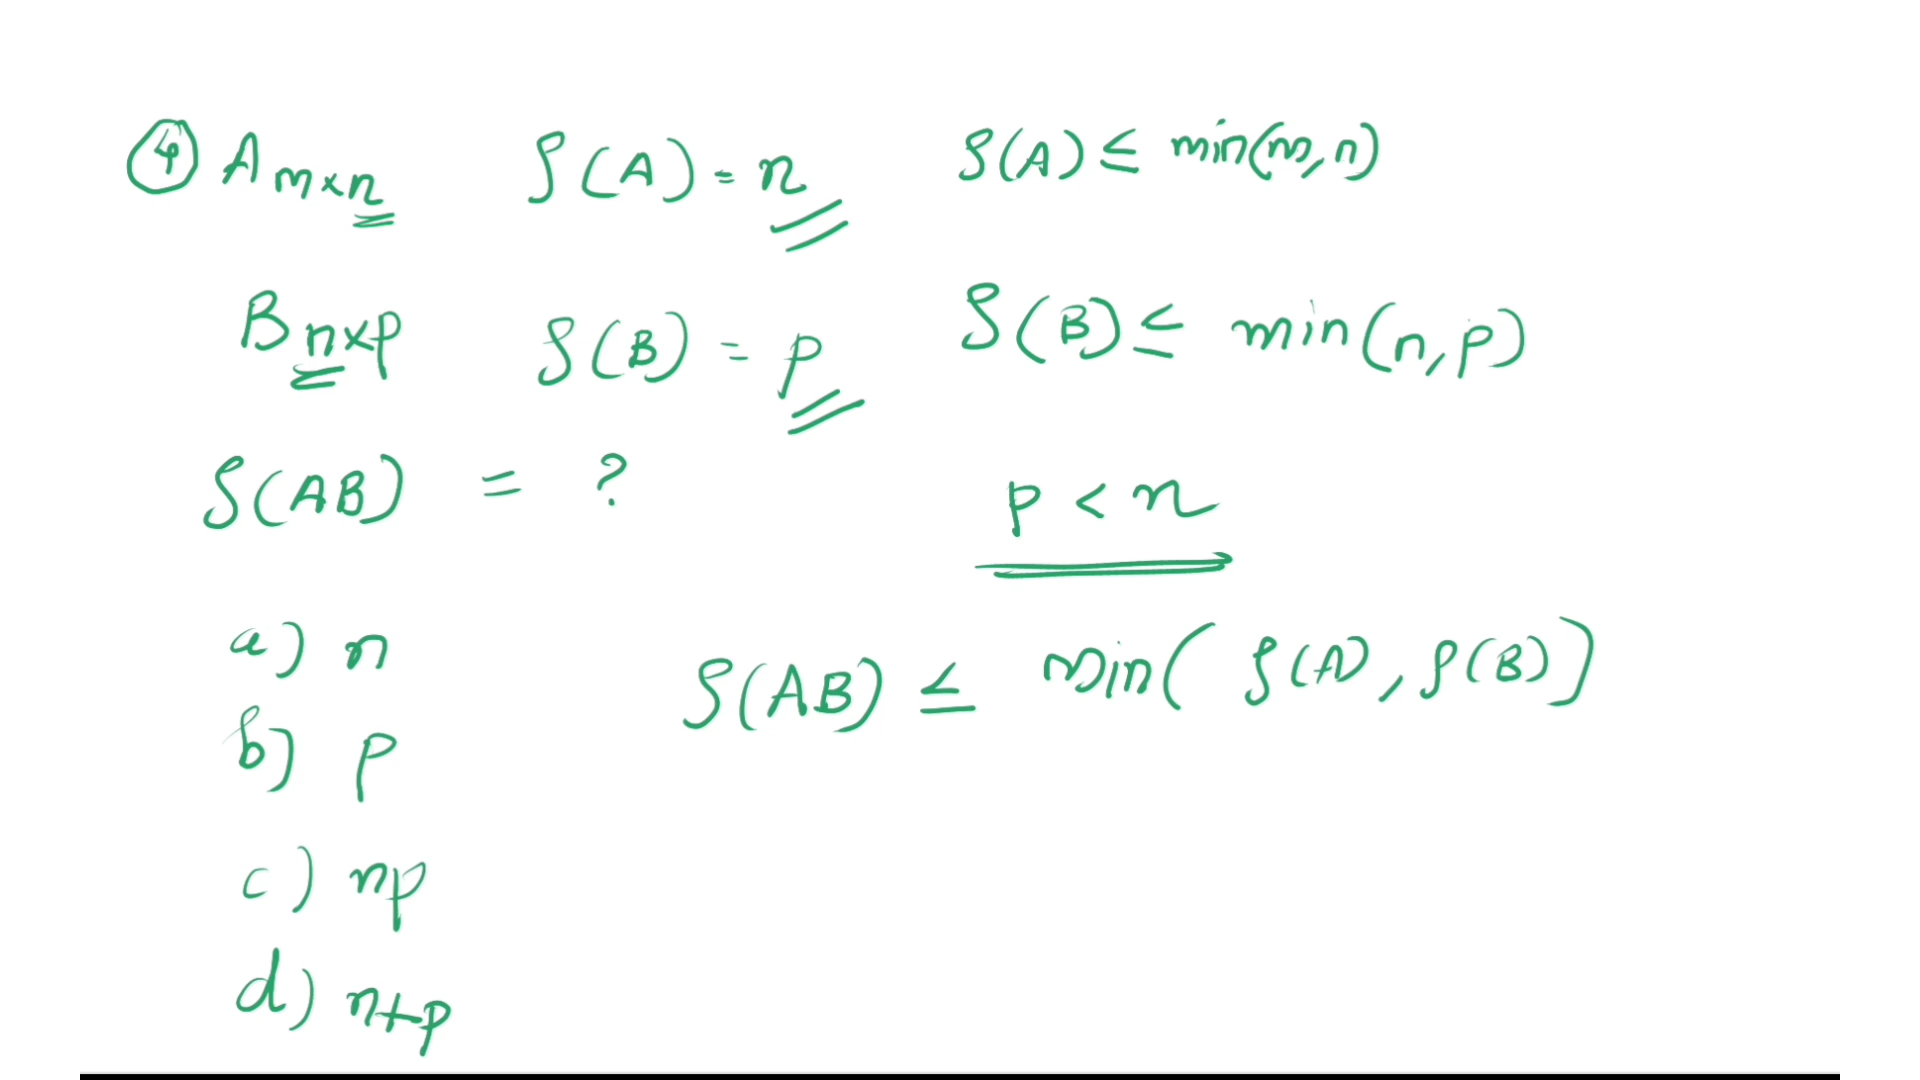 ④ A m×n ρ(A) = n ρ(A) ≤ min(m, n)
B n×p ρ(B) = p ρ(B) ≤ min(n, p)
ρ(AB) = ? p < n
a) n
ρ(AB) ≤ min( ρ(A), ρ(B) )
b) p
c) np
d) n+p